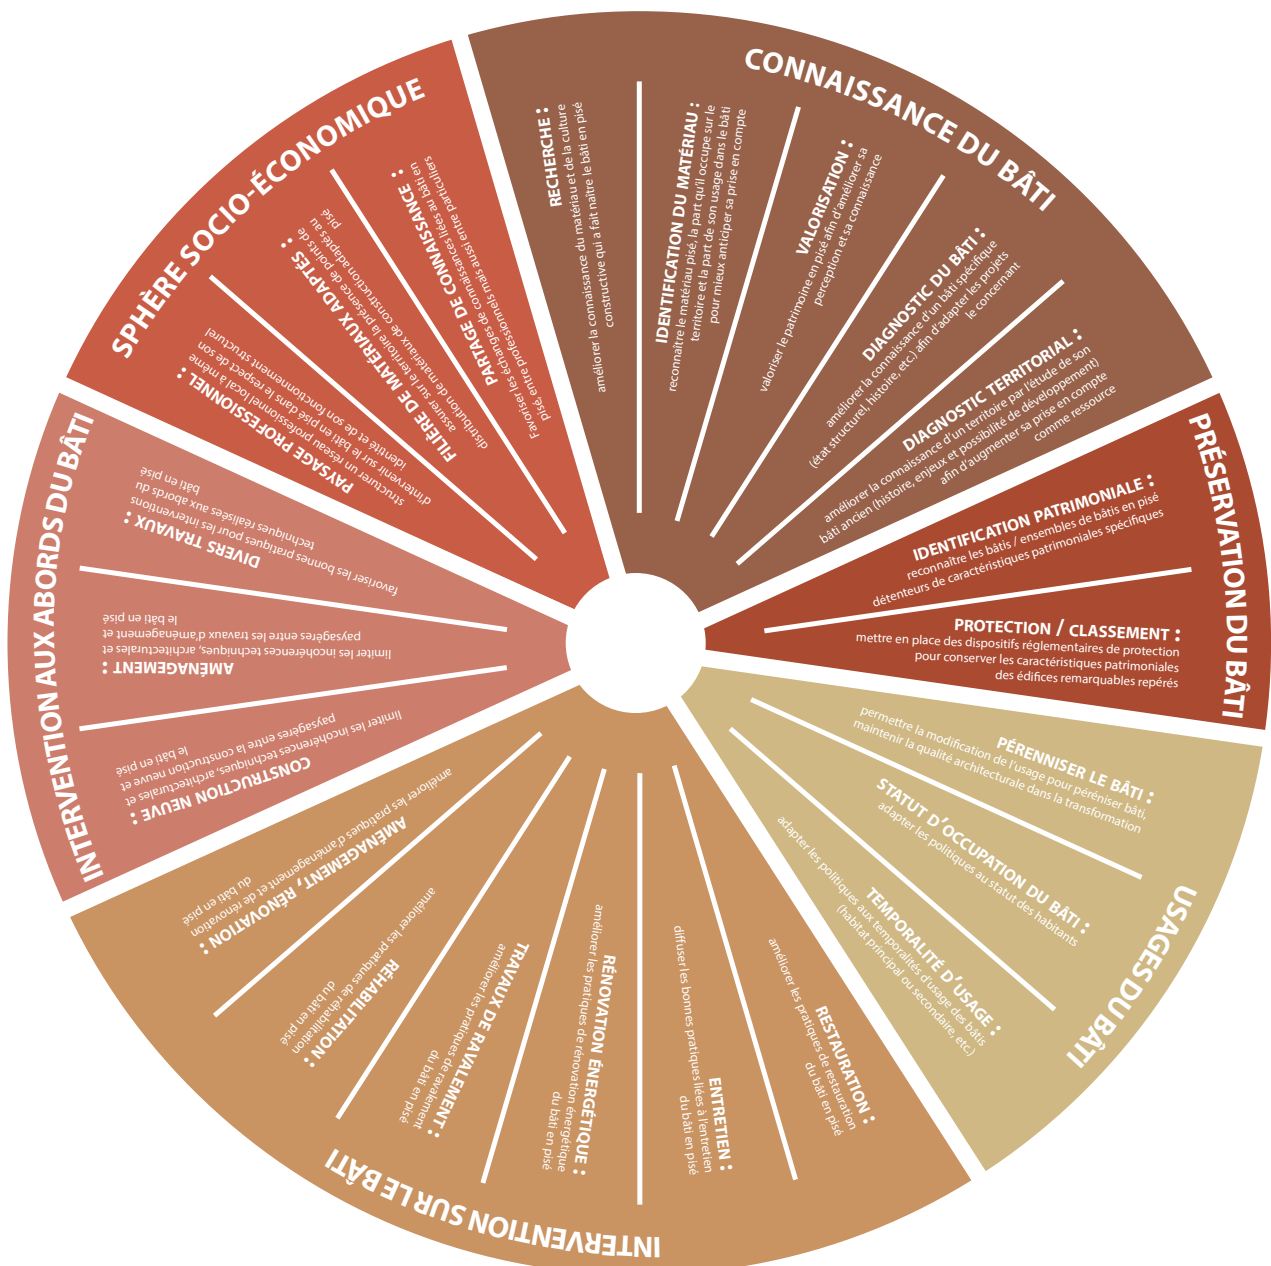 CONNAISSANCE DU BÂTI
RECHERCHE :
améliorer la connaissance du matériau et de la culture
constructive qui a fait naître le bâti en pisé
IDENTIFICATION DU MATÉRIAU :
reconnaître le matériau pisé, la part qu'il occupe sur le
territoire et la part de son usage dans le bâti
pour mieux anticiper sa prise en compte
VALORISATION :
valoriser le patrimoine en pisé afin d'améliorer sa
perception et sa connaissance
DIAGNOSTIC DU BÂTI :
améliorer la connaissance d'un bâti spécifique
(état structurel, histoire, etc.) afin d'adapter les projets
le concernant
DIAGNOSTIC TERRITORIAL :
améliorer la connaissance d'un territoire par l'étude de son
bâti ancien (histoire, enjeux et possibilité de développement)
afin d'augmenter sa prise en compte
comme ressource
PRÉSERVATION DU BÂTI
IDENTIFICATION PATRIMONIALE :
reconnaître les bâtis / ensembles de bâtis en pisé
détenteurs de caractéristiques patrimoniales spécifiques
PROTECTION / CLASSEMENT :
mettre en place des dispositifs réglementaires de protection
pour conserver les caractéristiques patrimoniales
des édifices remarquables repérés
USAGES DU BÂTI
PÉRENNISER LE BÂTI :
permettre la modification de l'usage pour péréniser bâti,
maintenir la qualité architecturale dans la transformation
STATUT D'OCCUPATION DU BÂTI :
adapter les politiques au statut des habitants
TEMPORALITÉ D'USAGE :
adapter les politiques aux temporalités d'usage des bâtis
(habitat principal ou secondaire, etc.)
INTERVENTION SUR LE BÂTI
RESTAURATION :
améliorer les pratiques de restauration
du bâti en pisé
ENTRETIEN :
diffuser les bonnes pratiques liées à l'entretien
du bâti en pisé
RÉNOVATION ÉNERGÉTIQUE :
améliorer les pratiques de rénovation énergétique
du bâti en pisé
TRAVAUX DE RAVALEMENT :
améliorer les pratiques de ravalement
du bâti en pisé
RÉHABILITATION :
améliorer les pratiques de réhabilitation
du bâti en pisé
AMÉNAGEMENT, RÉNOVATION :
améliorer les pratiques d'aménagement et de rénovation
du bâti en pisé
INTERVENTION AUX ABORDS DU BÂTI
CONSTRUCTION NEUVE :
limiter les incohérences techniques, architecturales et
paysagères entre la construction neuve et
le bâti en pisé
AMÉNAGEMENT :
limiter les incohérences techniques, architecturales et
paysagères entre les travaux d'aménagement et
le bâti en pisé
DIVERS TRAVAUX :
favoriser les bonnes pratiques pour les interventions
techniques réalisées aux abords du
bâti en pisé
SPHÈRE SOCIO-ÉCONOMIQUE
PAYSAGE PROFESSIONNEL :
structurer un réseau professionnel local à même
d'intervenir sur le bâti en pisé dans le respect de son
identité et de son fonctionnement structurel
FILIÈRE DE MATÉRIAUX ADAPTÉS :
assurer sur le territoire la présence de points de
distribution de matériaux de construction adaptés au
pisé
PARTAGE DE CONNAISSANCE :
Favoriser les échanges de connaissances liées au bâti en
pisé, entre professionnels mais aussi entre particuliers